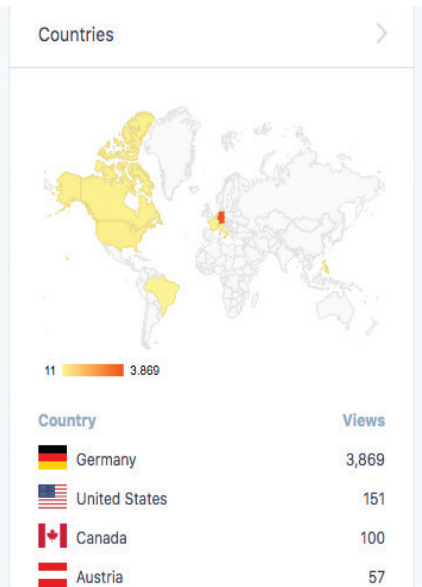 Countries
11 3.869
Country Views
Germany 3,869
United States 151
Canada 100
Austria 57